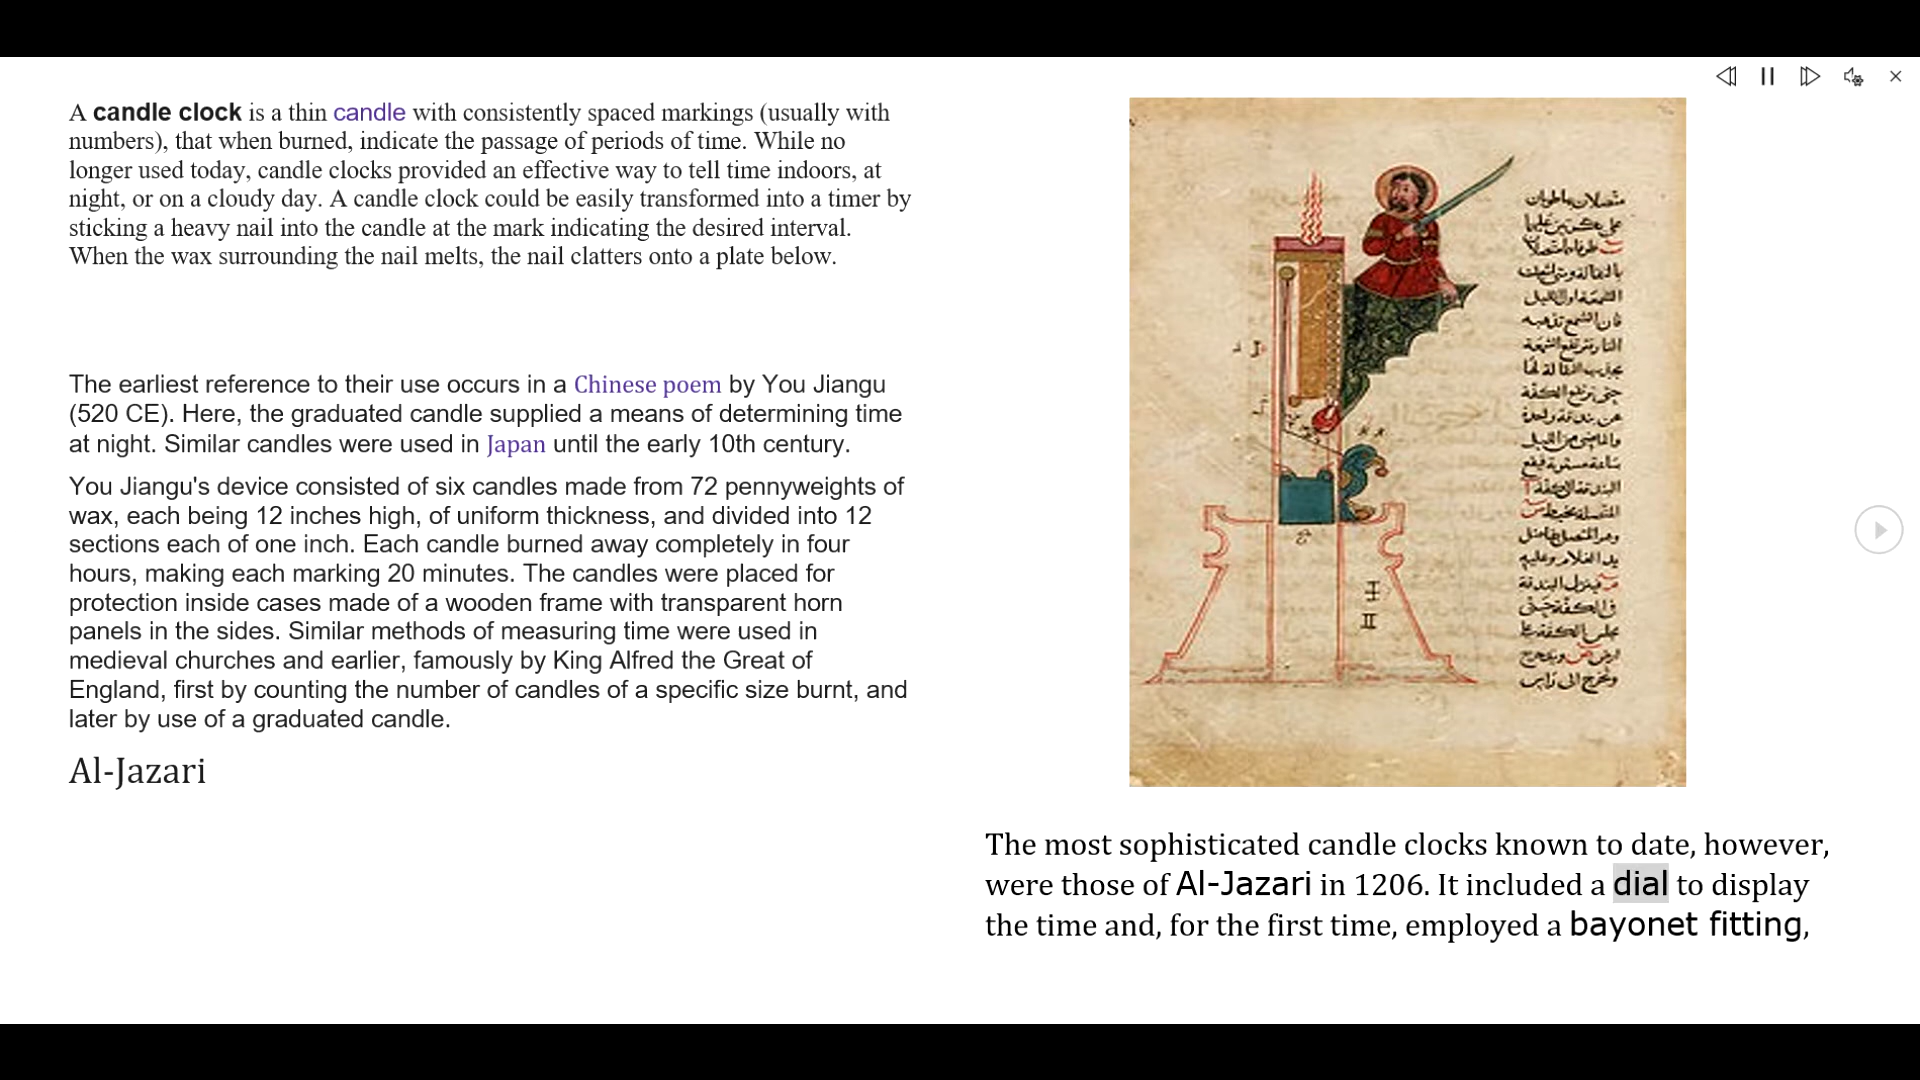 A candle clock is a thin candle with consistently spaced markings (usually with
numbers), that when burned, indicate the passage of periods of time. While no
longer used today, candle clocks provided an effective way to tell time indoors, at
night, or on a cloudy day. A candle clock could be easily transformed into a timer by
sticking a heavy nail into the candle at the mark indicating the desired interval.
When the wax surrounding the nail melts, the nail clatters onto a plate below.
The earliest reference to their use occurs in a Chinese poem by You Jiangu
(520 CE). Here, the graduated candle supplied a means of determining time
at night. Similar candles were used in Japan until the early 10th century.
You Jiangu's device consisted of six candles made from 72 pennyweights of
wax, each being 12 inches high, of uniform thickness, and divided into 12
sections each of one inch. Each candle burned away completely in four
hours, making each marking 20 minutes. The candles were placed for
protection inside cases made of a wooden frame with transparent horn
panels in the sides. Similar methods of measuring time were used in
medieval churches and earlier, famously by King Alfred the Great of
England, first by counting the number of candles of a specific size burnt, and
later by use of a graduated candle.
Al-Jazari
The most sophisticated candle clocks known to date, however,
were those of Al-Jazari in 1206. It included a dial to display
the time and, for the first time, employed a bayonet fitting,